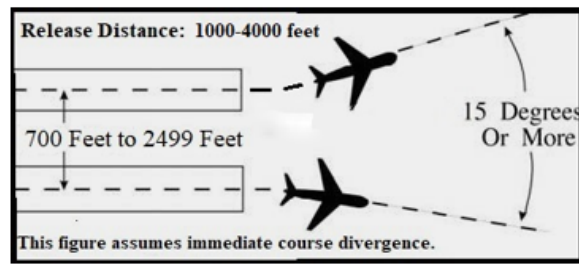 Release Distance: 1000-4000 feet
700 Feet to 2499 Feet
15 Degrees
Or More
This figure assumes immediate course divergence.